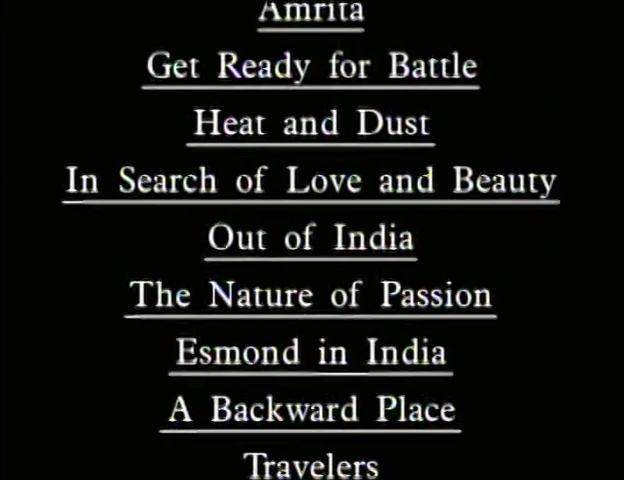 Amrita
Get Ready for Battle
Heat and Dust
In Search of Love and Beauty
Out of India
The Nature of Passion
Esmond in India
A Backward Place
Travelers